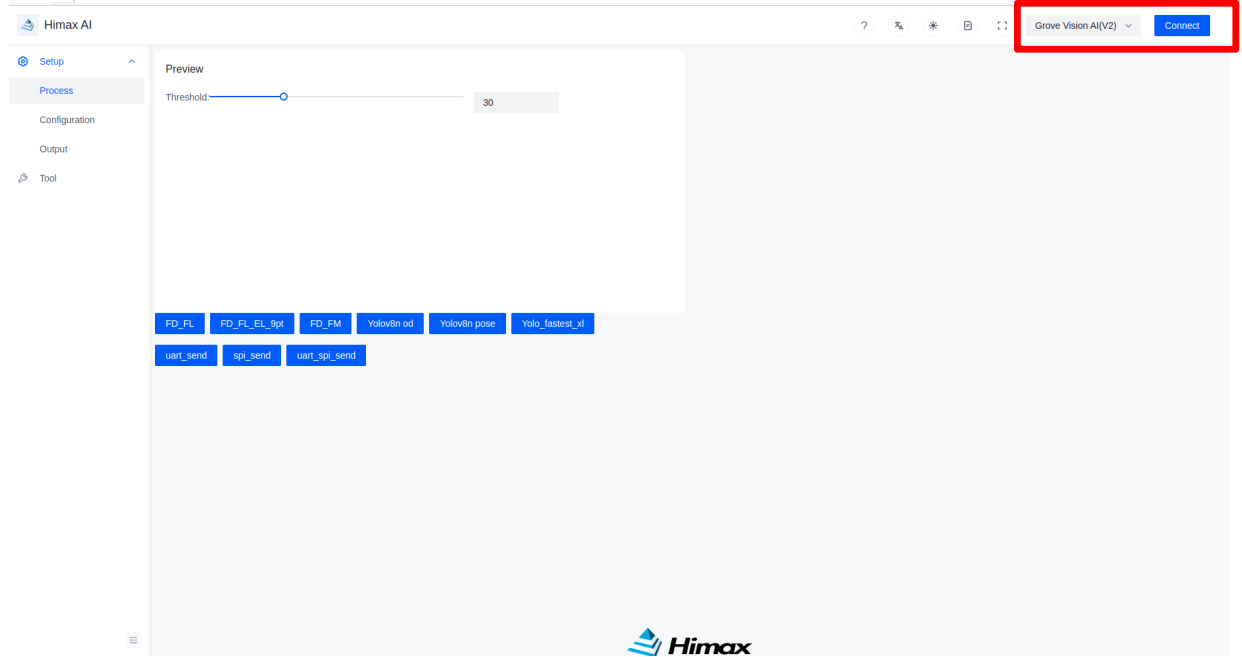 Himax AI
? Grove Vision AI(V2) Connect
Setup
Process
Configuration
Output
Tool
Preview
Threshold: 30
FD_FL FD_FL_EL_9pt FD_FM Yolov8n od Yolov8n pose Yolo_fastest_xl
uart_send spi_send uart_spi_send
Himax